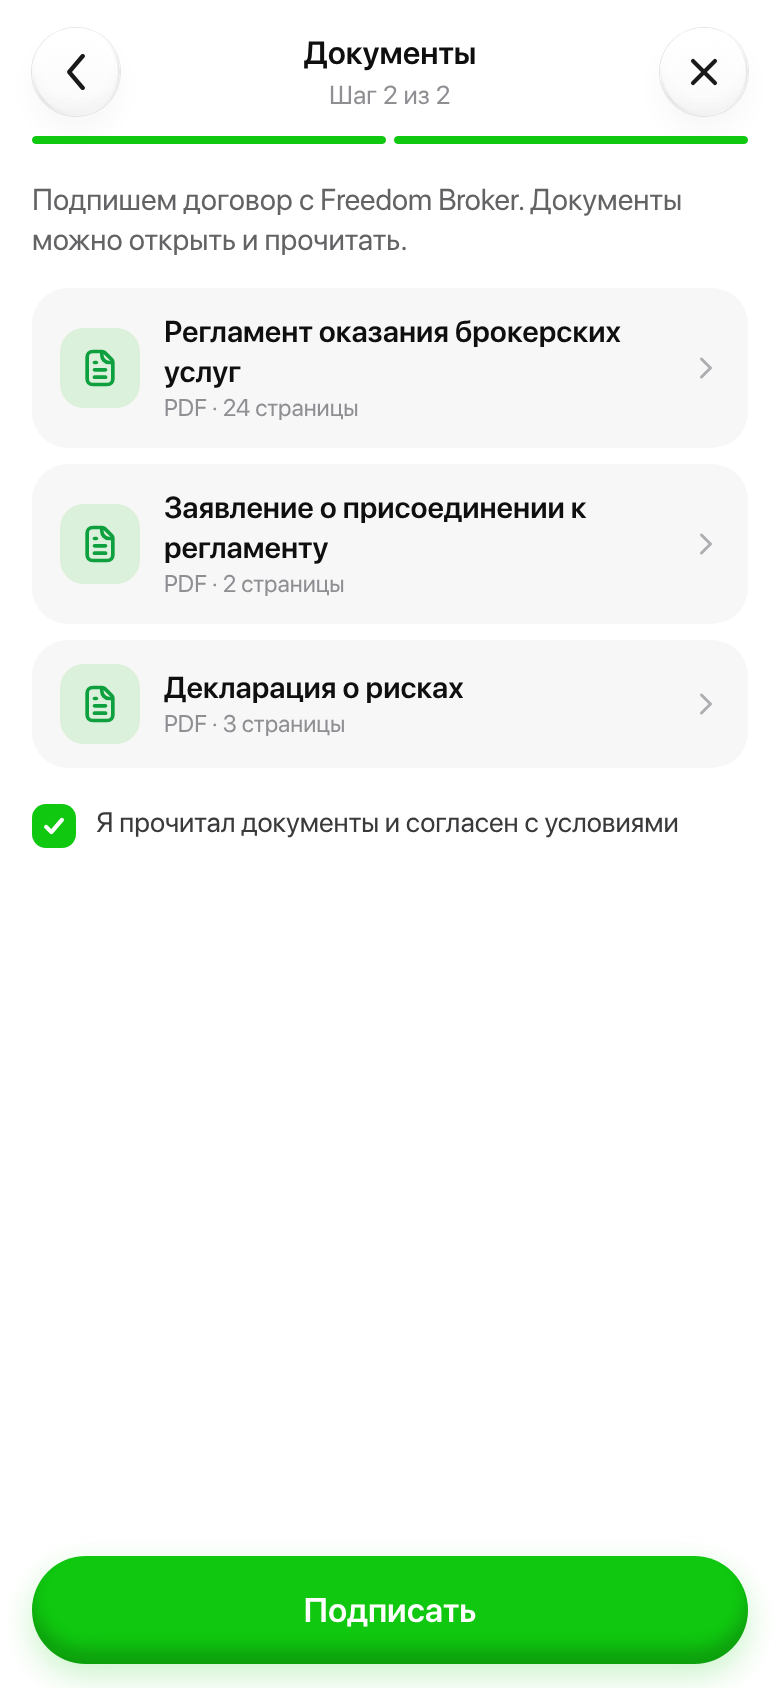 Документы
Шаг 2 из 2
Подпишем договор с Freedom Broker. Документы
можно открыть и прочитать.
Регламент оказания брокерских
услуг
PDF · 24 страницы
Заявление о присоединении к
регламенту
PDF · 2 страницы
Декларация о рисках
PDF · 3 страницы
Я прочитал документы и согласен с условиями
Подписать